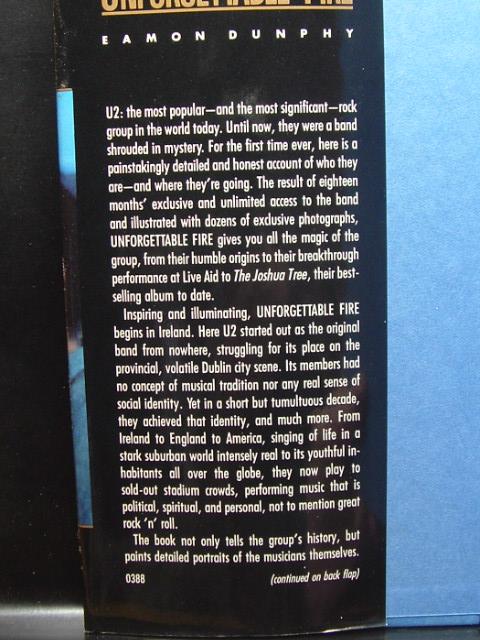 UNFORGETTABLE FIRE
EAMON DUNPHY
U2: the most popular—and the most significant—rock
group in the world today. Until now, they were a band
shrouded in mystery. For the first time ever, here is a
painstakingly detailed and honest account of who they
are—and where they're going. The result of eighteen
months' exclusive and unlimited access to the band
and illustrated with dozens of exclusive photographs,
UNFORGETTABLE FIRE gives you all the magic of the
group, from their humble origins to their breakthrough
performance at Live Aid to The Joshua Tree, their best-
selling album to date.
Inspiring and illuminating, UNFORGETTABLE FIRE
begins in Ireland. Here U2 started out as the original
band from nowhere, struggling for its place on the
provincial, volatile Dublin city scene. Its members had
no concept of musical tradition nor any real sense of
social identity. Yet in a short but tumultuous decade,
they achieved that identity, and much more. From
Ireland to England to America, singing of life in a
stark suburban world intensely real to its youthful in-
habitants all over the globe, they now play to
sold-out stadium crowds, performing music that is
political, spiritual, and personal, not to mention great
rock 'n' roll.
The book not only tells the group's history, but
paints detailed portraits of the musicians themselves.
0388 (continued on back flap)